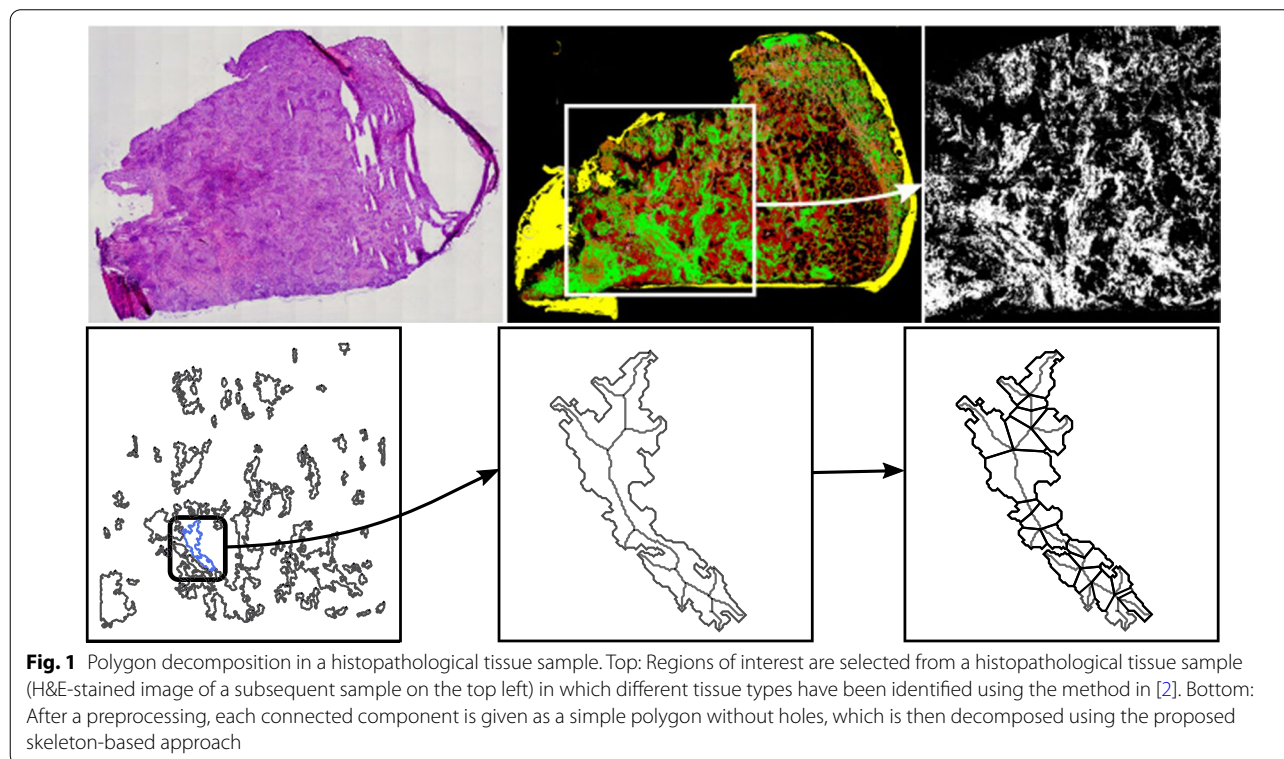 Fig. 1 Polygon decomposition in a histopathological tissue sample. Top: Regions of interest are selected from a histopathological tissue sample
(H&E-stained image of a subsequent sample on the top left) in which different tissue types have been identified using the method in [2]. Bottom:
After a preprocessing, each connected component is given as a simple polygon without holes, which is then decomposed using the proposed
skeleton-based approach